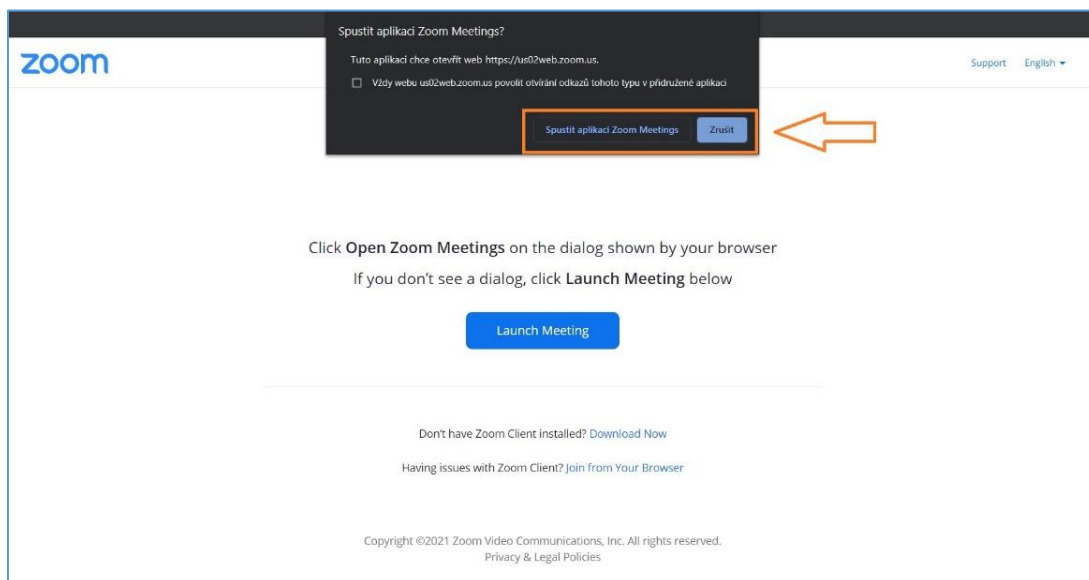 Spustit aplikaci Zoom Meetings?
zoom
Tuto aplikaci chce otevřít web https://us02web.zoom.us.
Support English
Vždy webu us02web.zoom.us povolit otvírání odkazů tohoto typu v přidružené aplikaci
Spustit aplikaci Zoom Meetings Zrušit
Click Open Zoom Meetings on the dialog shown by your browser
If you don't see a dialog, click Launch Meeting below
Launch Meeting
Don't have Zoom Client installed? Download Now
Having issues with Zoom Client? Join from Your Browser
Copyright ©2021 Zoom Video Communications, Inc. All rights reserved.
Privacy & Legal Policies